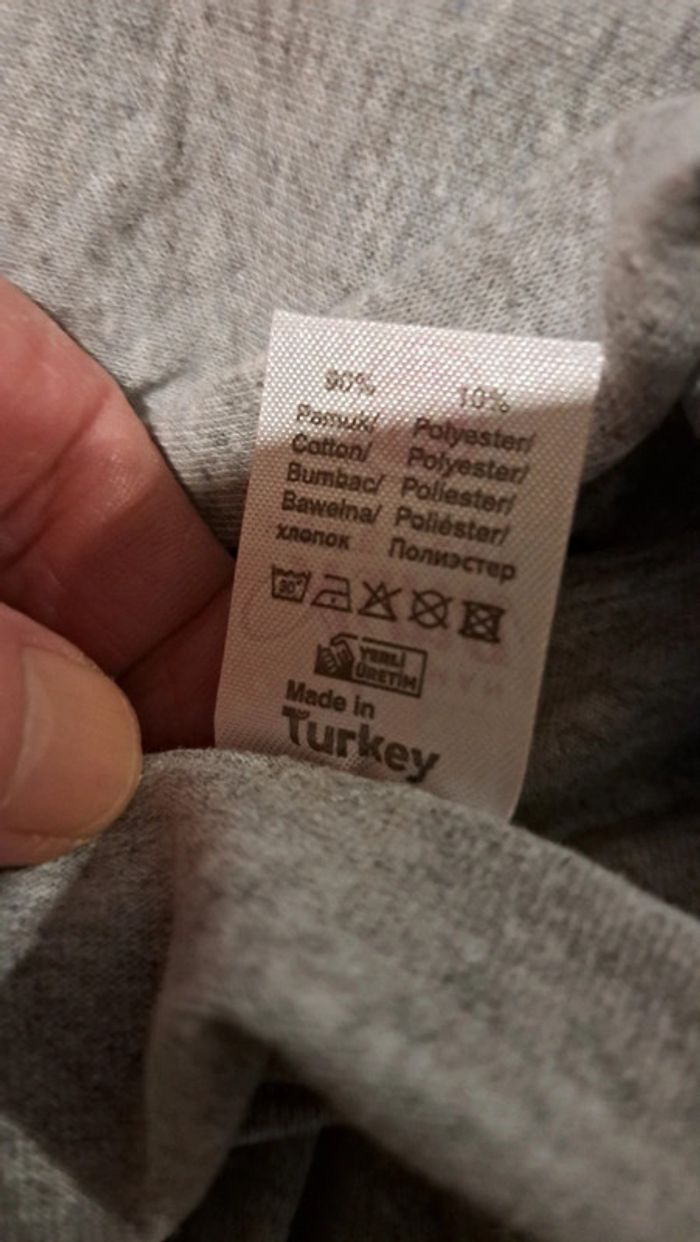 90% 10%
Pamuk/ Polyester/
Cotton/ Polyester/
Bumbac/ Poliester/
Bawełna/ Poliéster/
хлопок Полиэстер
YERLİ
ÜRETİM
Made in
Turkey